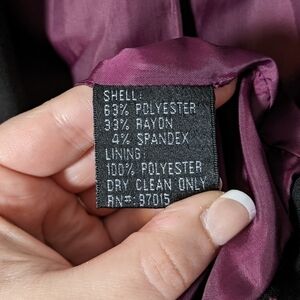 SHELL:
63% POLYESTER
33% RAYON
4% SPANDEX
LINING:
100% POLYESTER
DRY CLEAN ONLY
RN#: 97015